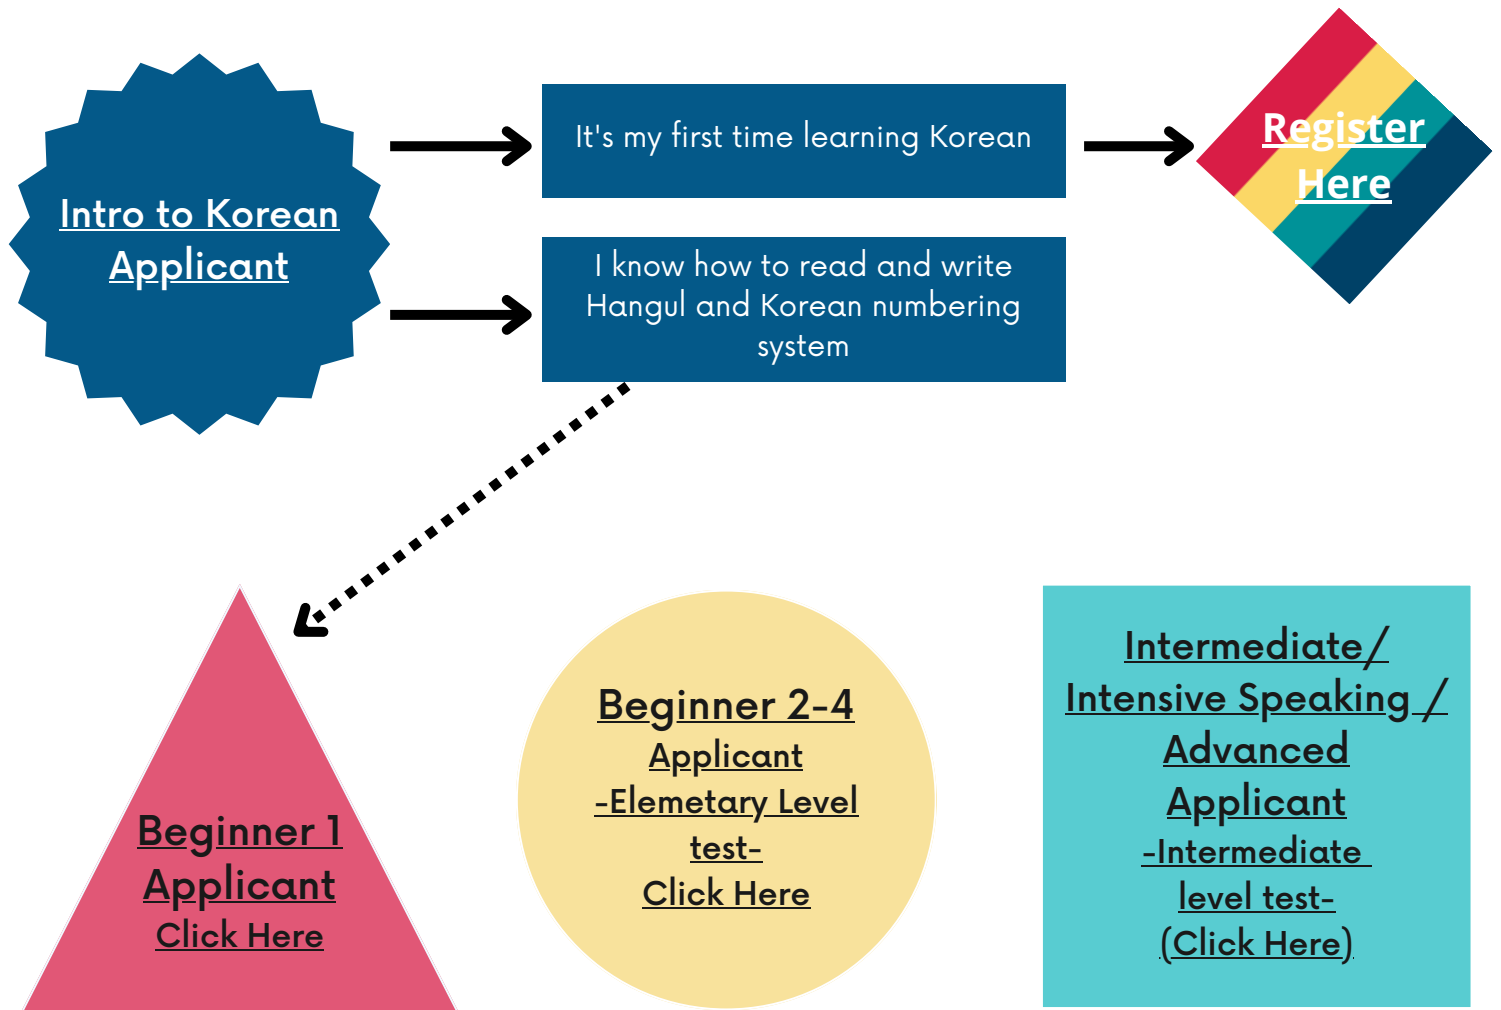 Intro to Korean
Applicant
It's my first time learning Korean
Register
Here
I know how to read and write
Hangul and Korean numbering
system
Beginner 1
Applicant
Click Here
Beginner 2-4
Applicant
-Elemetary Level
test-
Click Here
Intermediate/
Intensive Speaking /
Advanced
Applicant
-Intermediate
level test-
(Click Here)